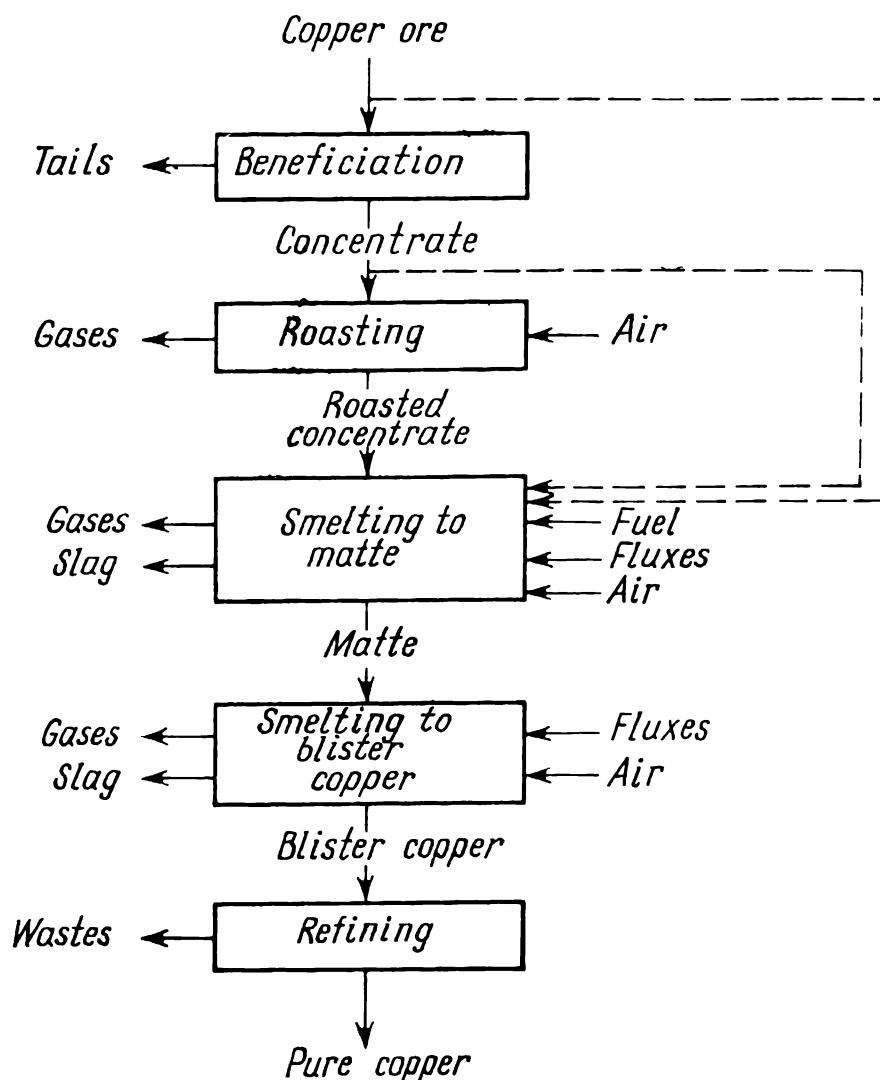 Copper ore
Tails
Beneficiation
Concentrate
Gases
Roasting
Air
Roasted
concentrate
Gases
Smelting to
Fuel
Slag
matte
Fluxes
Air
Matte
Gases
Smelting to
Fluxes
blister
Slag
copper
Air
Blister copper
Wastes
Refining
Pure copper